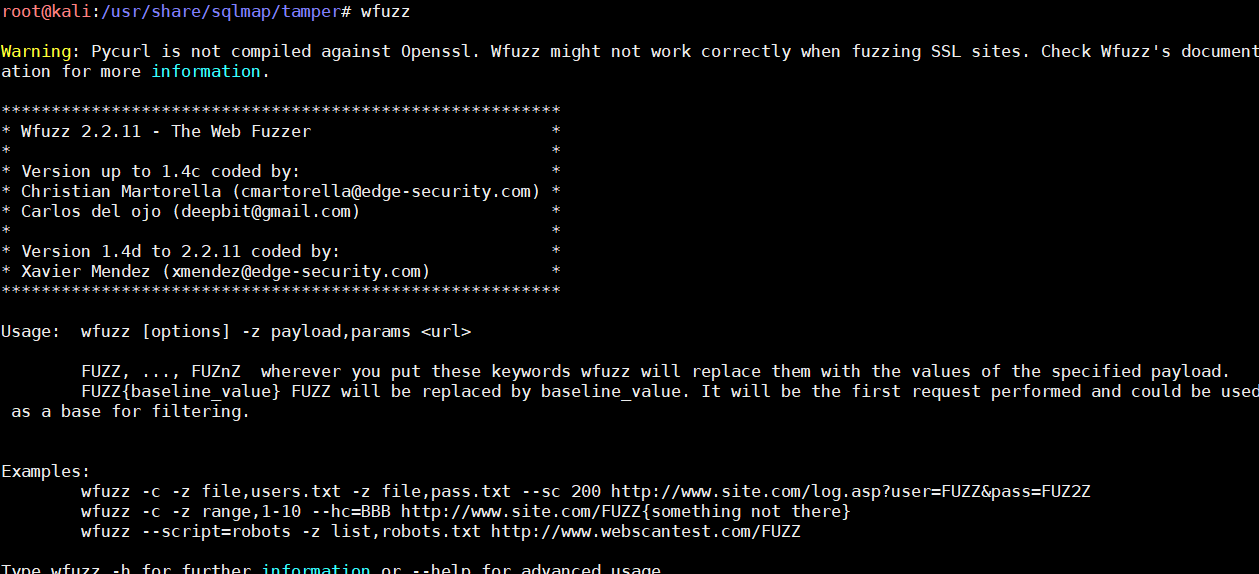 root@kali:/usr/share/sqlmap/tamper# wfuzz
Warning: Pycurl is not compiled against Openssl. Wfuzz might not work correctly when fuzzing SSL sites. Check Wfuzz's document
ation for more information.
********************************************************
* Wfuzz 2.2.11 - The Web Fuzzer                        *
*                                                      *
* Version up to 1.4c coded by:                         *
* Christian Martorella (cmartorella@edge-security.com) *
* Carlos del ojo (deepbit@gmail.com)                   *
*                                                      *
* Version 1.4d to 2.2.11 coded by:                     *
* Xavier Mendez (xmendez@edge-security.com)            *
********************************************************
Usage:  wfuzz [options] -z payload,params <url>
        FUZZ, ..., FUZnZ  wherever you put these keywords wfuzz will replace them with the values of the specified payload.
        FUZZ{baseline_value} FUZZ will be replaced by baseline_value. It will be the first request performed and could be used
 as a base for filtering.
Examples:
        wfuzz -c -z file,users.txt -z file,pass.txt --sc 200 http://www.site.com/log.asp?user=FUZZ&pass=FUZ2Z
        wfuzz -c -z range,1-10 --hc=BBB http://www.site.com/FUZZ{something not there}
        wfuzz --script=robots -z list,robots.txt http://www.webscantest.com/FUZZ
Type wfuzz -h for further information or --help for advanced usage